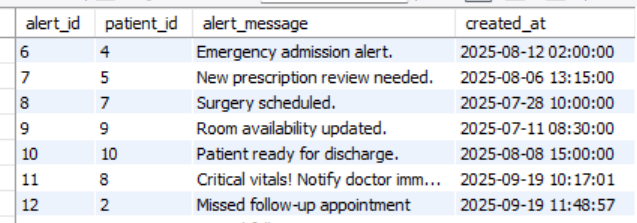 alert_id patient_id alert_message created_at
6 4 Emergency admission alert. 2025-08-12 02:00:00
7 5 New prescription review needed. 2025-08-06 13:15:00
8 7 Surgery scheduled. 2025-07-28 10:00:00
9 9 Room availability updated. 2025-07-11 08:30:00
10 10 Patient ready for discharge. 2025-08-08 15:00:00
11 8 Critical vitals! Notify doctor imm... 2025-09-19 10:17:01
12 2 Missed follow-up appointment 2025-09-19 11:48:57